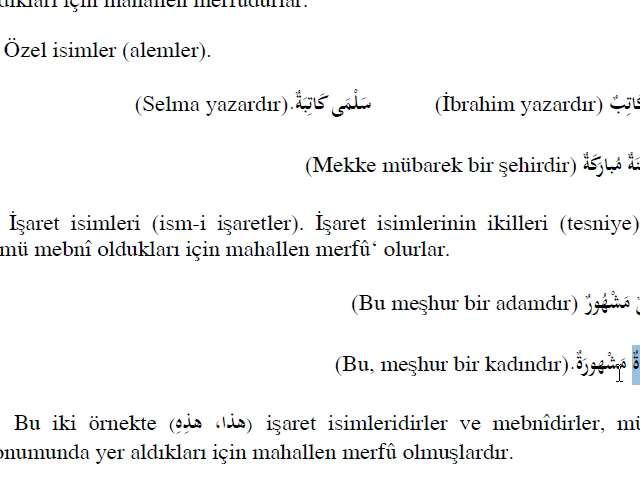 dıkları için mahallen merfûdurlar.
Özel isimler (alemler).
(Selma yazardır). سَلْمَى كَاتِبَةٌ (İbrahim yazardır)
(Mekke mübarek bir şehirdir) مُبارَكَةٌ
İşaret isimleri (ism-i işaretler). İşaret isimlerinin ikilleri (tesniye)
mü mebnî oldukları için mahallen merfû‘ olurlar.
(Bu meşhur bir adamdır) مَشْهُورٌ
(Bu, meşhur bir kadındır). مَشْهورَةٌ
Bu iki örnekte (هذا، هذِهِ) işaret isimleridirler ve mebnîdirler, mü
onumunda yer aldıkları için mahallen merfû olmuşlardır.